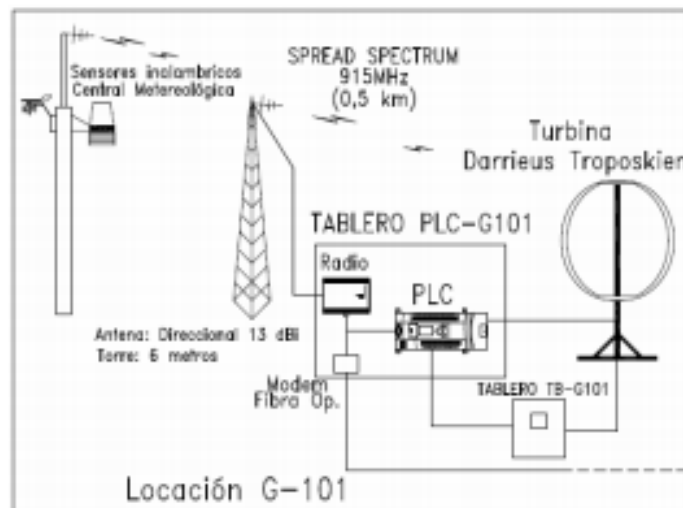 Sensores inalambricos
Central Metereológica
SPREAD SPECTRUM
915MHz
(0,5 km)
Turbina
Darrieus Troposkien
TABLERO PLC-G101
Radio
PLC
Antena: Direccional 13 dBi
Torre: 6 metros
Modem
Fibra Op.
TABLERO TB-G101
Locación G-101